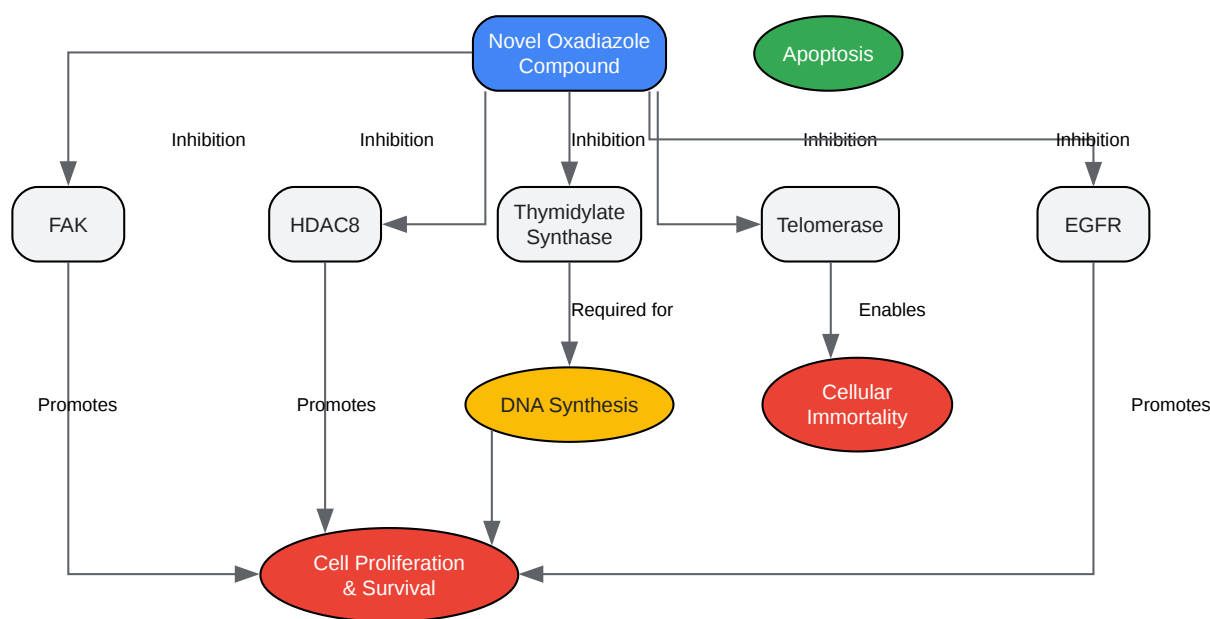 Novel Oxadiazole
Compound
Apoptosis
Inhibition
Inhibition
Inhibition
Inhibition
Inhibition
FAK
HDAC8
Thymidylate
Synthase
Telomerase
EGFR
Required for
Enables
Promotes
Promotes
DNA Synthesis
Cellular
Immortality
Promotes
Cell Proliferation
& Survival